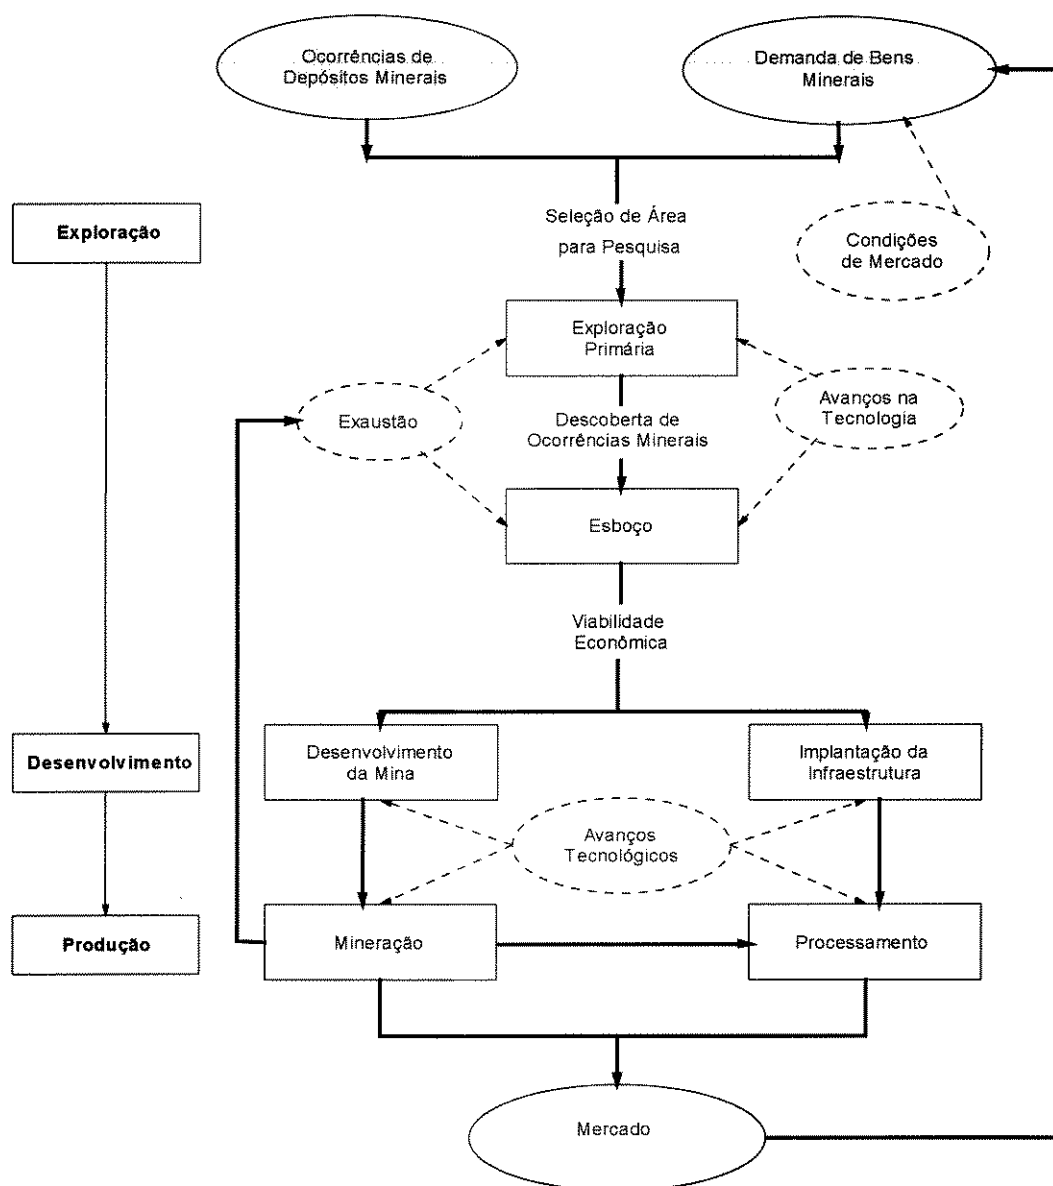 Ocorrências de
Depósitos Minerais
Demanda de Bens
Minerais
Exploração
Seleção de Área
para Pesquisa
Condições
de Mercado
Exploração
Primária
Exaustão
Descoberta de
Ocorrências Minerais
Avanços na
Tecnologia
Esboço
Viabilidade
Econômica
Desenvolvimento
Desenvolvimento
da Mina
Implantação da
Infraestrutura
Avanços
Tecnológicos
Produção
Mineração
Processamento
Mercado